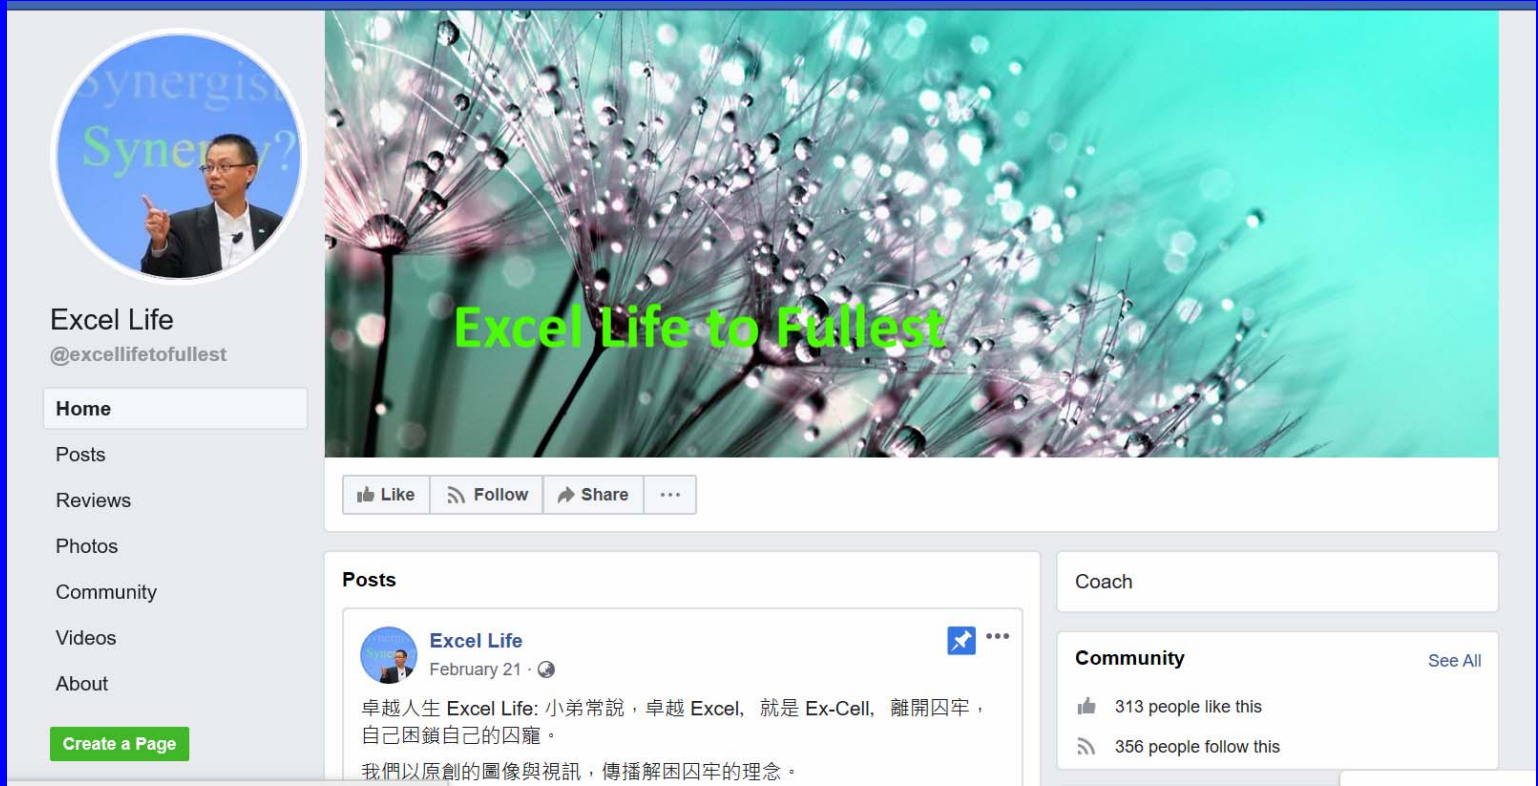 Synergist
Synergy?
Excel Life
@excellifetofullest
Home
Posts
Reviews
Photos
Community
Videos
About
Create a Page
Excel Life to Fullest
Like
Follow
Share
Posts
Excel Life
February 21 ·
卓越人生 Excel Life: 小弟常說，卓越 Excel, 就是 Ex-Cell, 離開囚牢，
自己困鎖自己的囚寵。
我們以原創的圖像與視訊，傳播解困囚牢的理念。
Coach
Community
See All
313 people like this
356 people follow this